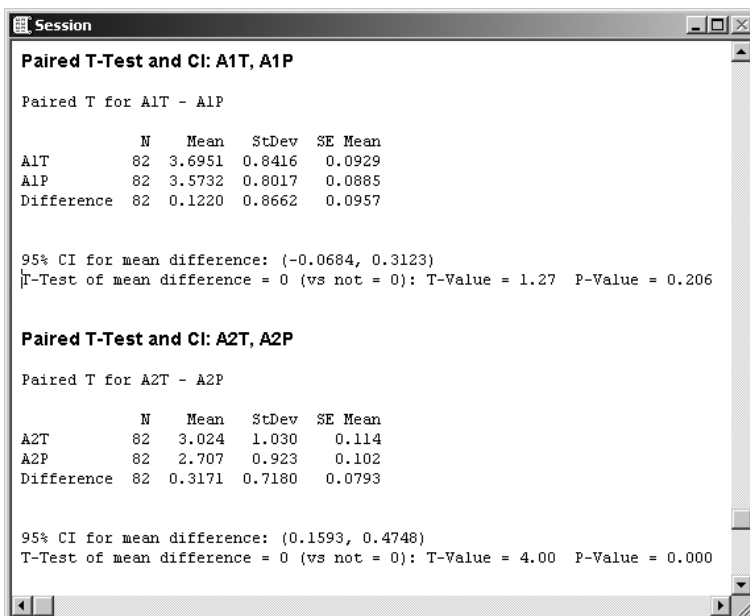 Session
Paired T-Test and CI: A1T, A1P
Paired T for A1T - A1P
N Mean StDev SE Mean
A1T 82 3.6951 0.8416 0.0929
A1P 82 3.5732 0.8017 0.0885
Difference 82 0.1220 0.8662 0.0957
95% CI for mean difference: (-0.0684, 0.3123)
T-Test of mean difference = 0 (vs not = 0): T-Value = 1.27 P-Value = 0.206
Paired T-Test and CI: A2T, A2P
Paired T for A2T - A2P
N Mean StDev SE Mean
A2T 82 3.024 1.030 0.114
A2P 82 2.707 0.923 0.102
Difference 82 0.3171 0.7180 0.0793
95% CI for mean difference: (0.1593, 0.4748)
T-Test of mean difference = 0 (vs not = 0): T-Value = 4.00 P-Value = 0.000